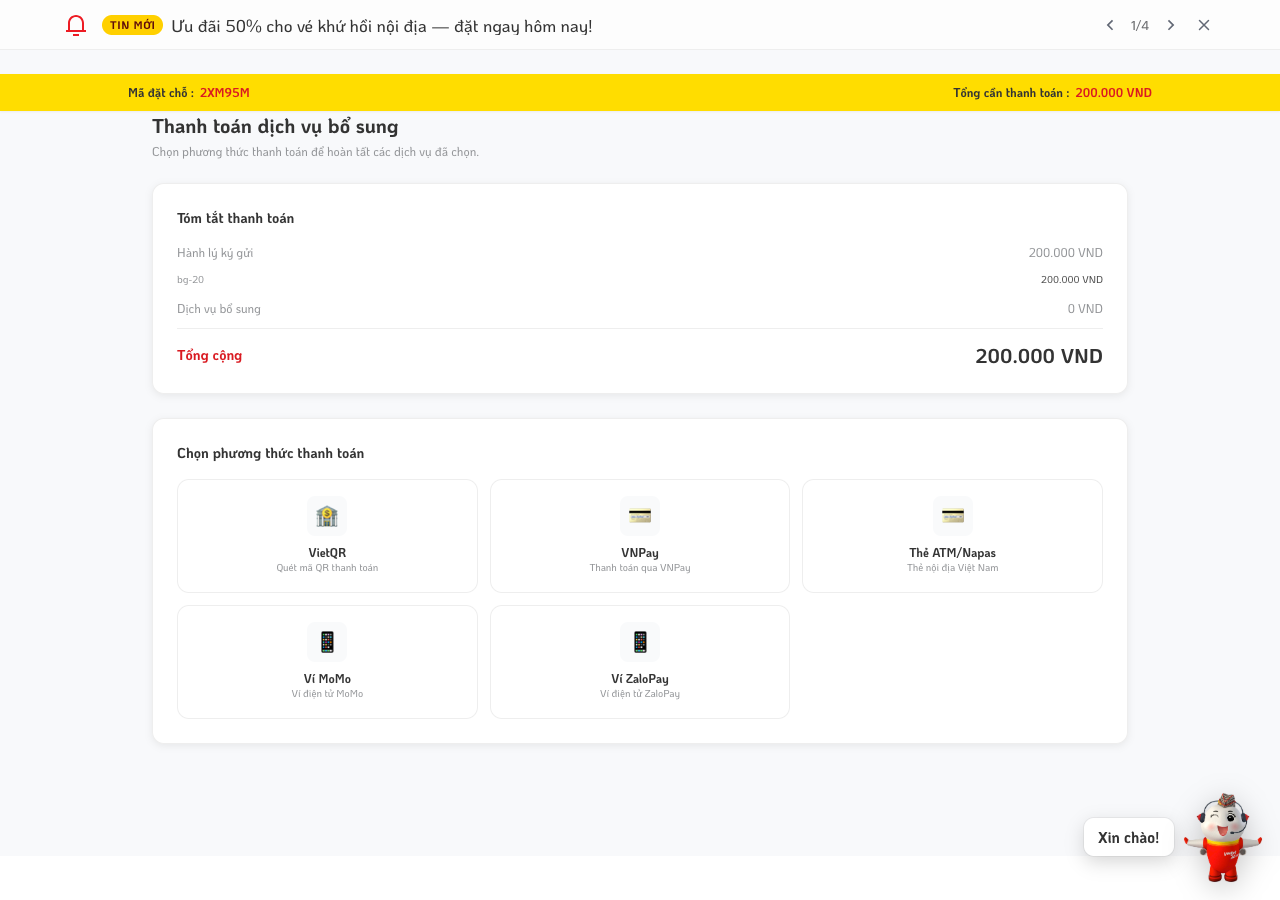 TIN MỚI Ưu đãi 50% cho vé khứ hồi nội địa — đặt ngay hôm nay! 1/4
Mã đặt chỗ : 2XM95M Tổng cần thanh toán : 200.000 VND
Thanh toán dịch vụ bổ sung
Chọn phương thức thanh toán để hoàn tất các dịch vụ đã chọn.
Tóm tắt thanh toán
Hành lý ký gửi 200.000 VND
bg-20 200.000 VND
Dịch vụ bổ sung 0 VND
Tổng cộng 200.000 VND
Chọn phương thức thanh toán
VietQR
Quét mã QR thanh toán
VNPay
Thanh toán qua VNPay
Thẻ ATM/Napas
Thẻ nội địa Việt Nam
Ví MoMo
Ví điện tử MoMo
Ví ZaloPay
Ví điện tử ZaloPay
Xin chào!